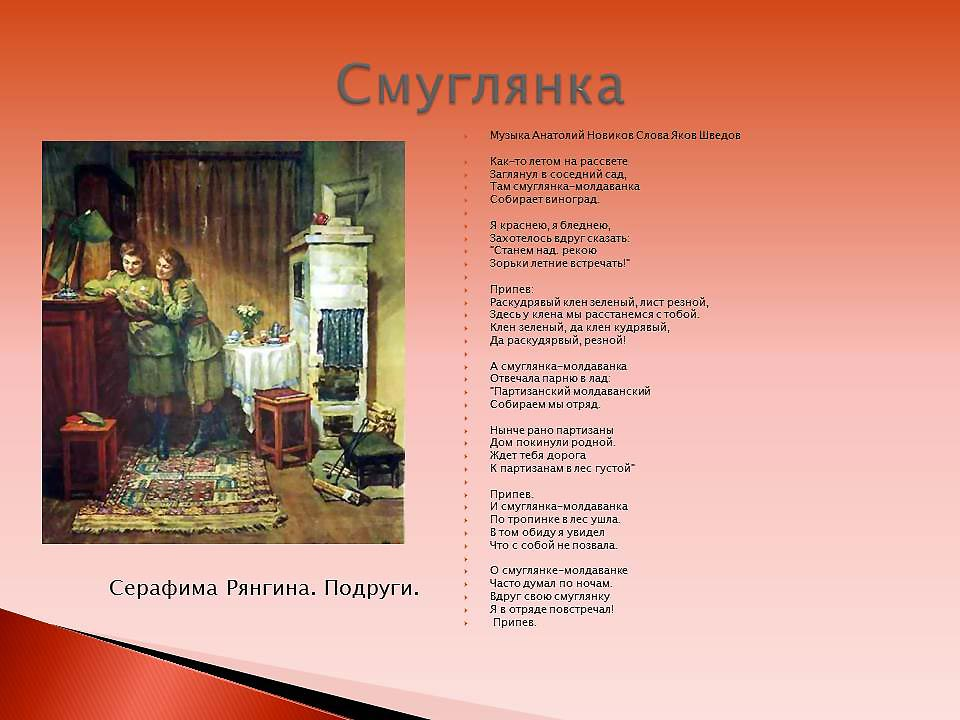 Смуглянка
Музыка Анатолий Новиков Слова Яков Шведов
Как-то летом на рассвете
Заглянул в соседний сад,
Там смуглянка-молдаванка
Собирает виноград.
Я краснею, я бледнею,
Захотелось вдруг сказать:
"Станем над. рекою
Зорьки летние встречать!"
Припев:
Раскудрявый клен зеленый, лист резной,
Здесь у клена мы расстанемся с тобой.
Клен зеленый, да клен кудрявый,
Да раскудярвый, резной!
А смуглянка-молдаванка
Отвечала парню в лад:
"Партизанский молдаванский
Собираем мы отряд.
Нынче рано партизаны
Дом покинули родной.
Ждет тебя дорога
К партизанам в лес густой"
Припев.
И смуглянка-молдаванка
По тропинке в лес ушла.
В том обиду я увидел
Что с собой не позвала.
О смуглянке-молдаванке
Часто думал по ночам.
Вдруг свою смуглянку
Я в отряде повстречал!
Припев.
Серафима Рянгина. Подруги.